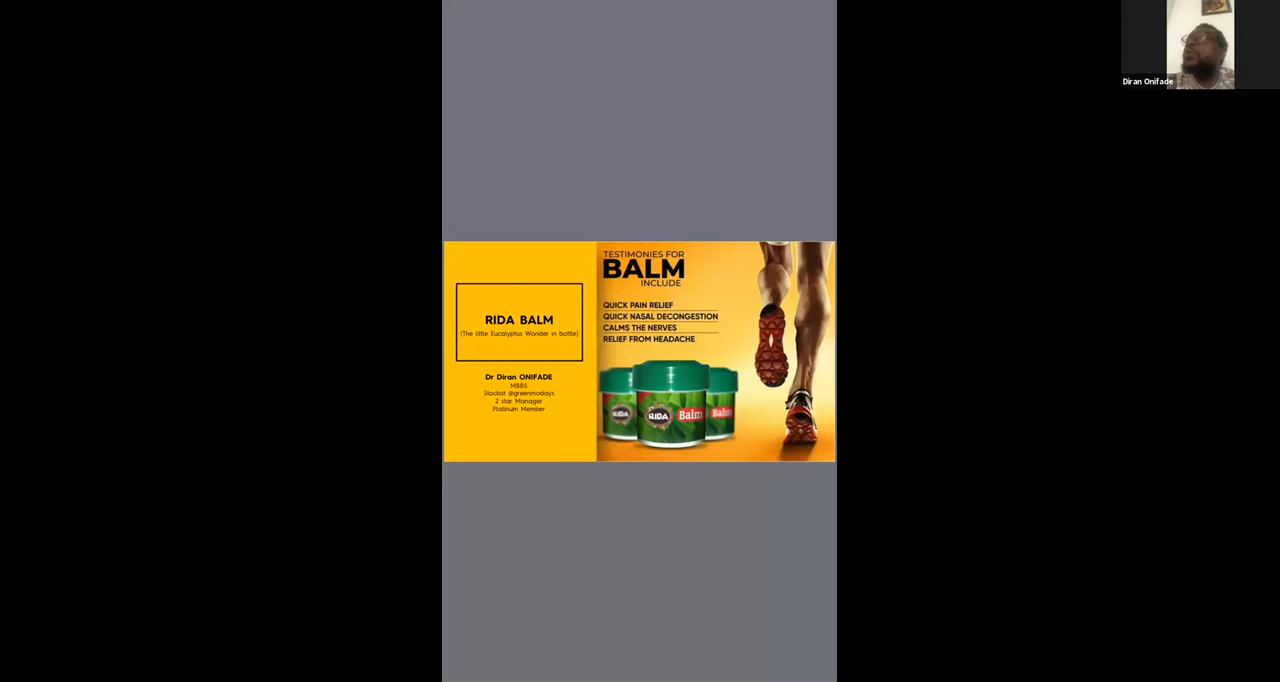 Diran Onifade
RIDA BALM
(The little Eucalyptus Wonder in bottle)
Dr Diran ONIFADE
MBBS
Stockist @greenmodays
2 star Manager
Platinum Member
TESTIMONIES FOR
BALM
INCLUDE
QUICK PAIN RELIEF
QUICK NASAL DECONGESTION
CALMS THE NERVES
RELIEF FROM HEADACHE
RIDA
RIDA Balm
Balm